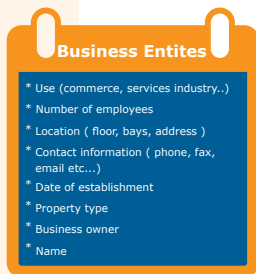 Business Entites
* Use (commerce, services industry..)
* Number of employees
* Location ( floor, bays, address )
* Contact information ( phone, fax,
email etc...)
* Date of establishment
* Property type
* Business owner
* Name